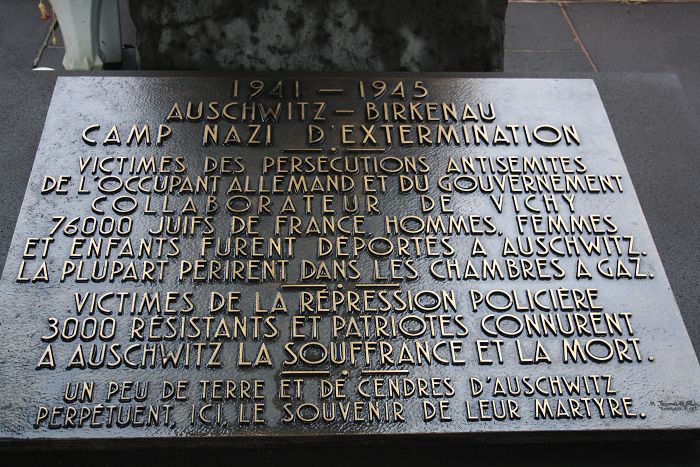 1941 — 1945
AUSCHWITZ – BIRKENAU
CAMP NAZI D'EXTERMINATION
VICTIMES DES PERSÉCUTIONS ANTISEMITES
DE L'OCCUPANT ALLEMAND ET DU GOUVERNEMENT
COLLABORATEUR DE VICHY
76000 JUIFS DE FRANCE, HOMMES, FEMMES
ET ENFANTS FURENT DÉPORTÉS A AUSCHWITZ.
LA PLUPART PÉRIRENT DANS LES CHAMBRES A GAZ.
VICTIMES DE LA RÉPRESSION POLICIÈRE
3000 RÉSISTANTS ET PATRIOTES CONNURENT
A AUSCHWITZ LA SOUFFRANCE ET LA MORT.
UN PEU DE TERRE ET DE CENDRES D'AUSCHWITZ
PERPÉTUENT, ICI, LE SOUVENIR DE LEUR MARTYRE.